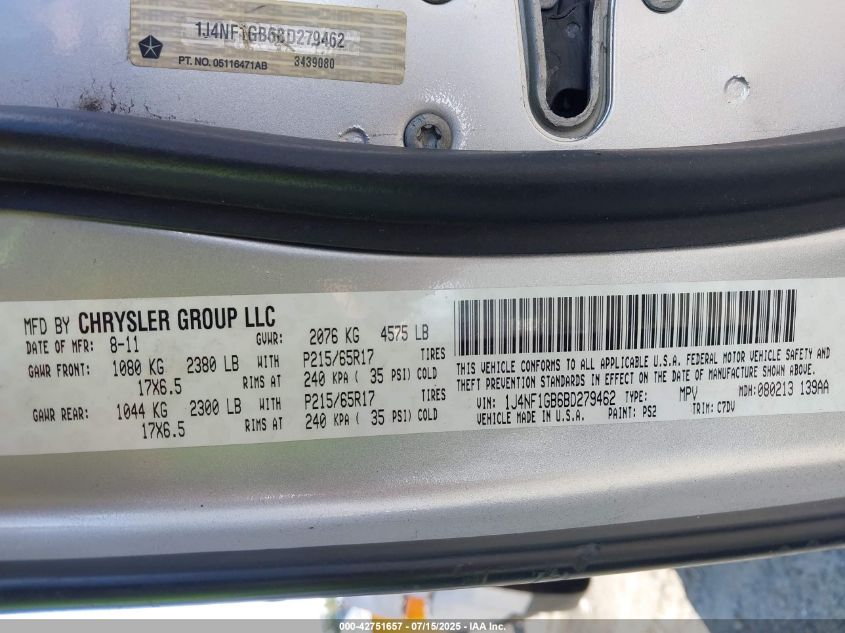 1J4NF1GB6BD279462
PT. NO. 05116471AB 3439080
MFD BY CHRYSLER GROUP LLC
DATE OF MFR: 8-11 GVWR: 2076 KG 4575 LB
GAWR FRONT: 1080 KG 2380 LB WITH P215/65R17 TIRES
17X6.5 RIMS AT 240 KPA ( 35 PSI) COLD
GAWR REAR: 1044 KG 2300 LB WITH P215/65R17 TIRES
17X6.5 RIMS AT 240 KPA ( 35 PSI) COLD
THIS VEHICLE CONFORMS TO ALL APPLICABLE U.S.A. FEDERAL MOTOR VEHICLE SAFETY AND
THEFT PREVENTION STANDARDS IN EFFECT ON THE DATE OF MANUFACTURE SHOWN ABOVE.
VIN: 1J4NF1GB6BD279462 TYPE: MPV MDH: 080213 139AA
VEHICLE MADE IN U.S.A. PAINT: PS2 TRIM: C7DV
000-42751657 - 07/15/2025 - IAA Inc.